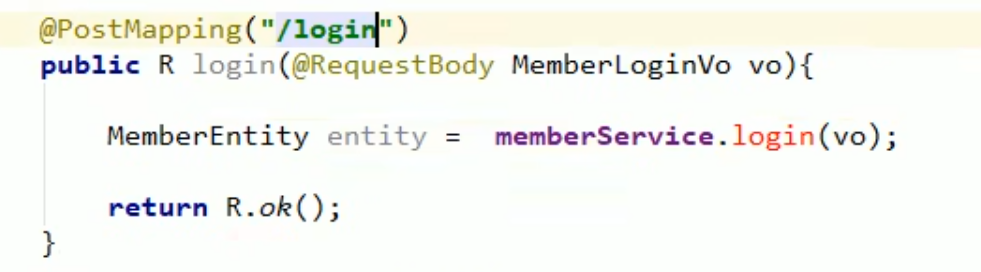 @PostMapping("/login")
public R login(@RequestBody MemberLoginVo vo){
MemberEntity entity =  memberService.login(vo);
return R.ok();
}